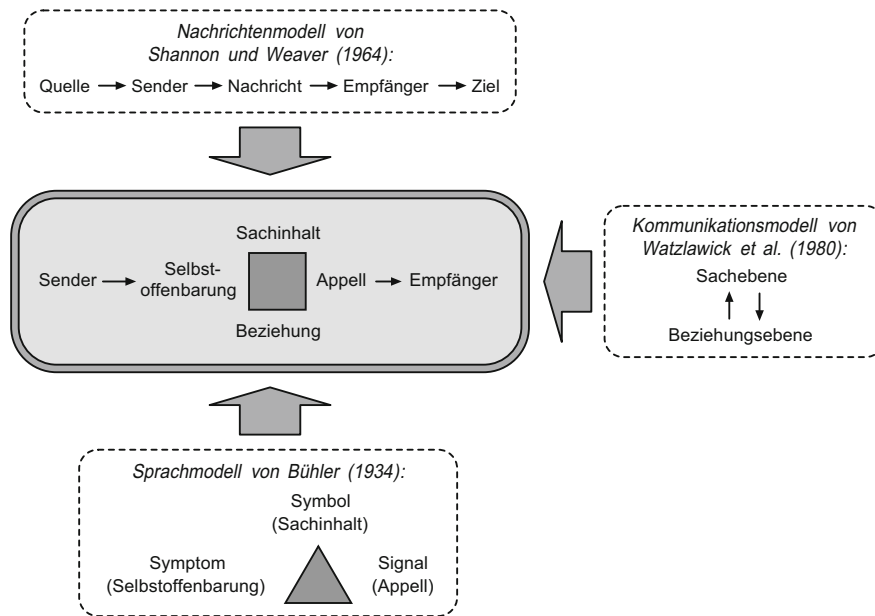 Nachrichtenmodell von
Shannon und Weaver (1964):
Quelle Sender Nachricht Empfänger Ziel
Sachinhalt
Sender Selbst-
offenbarung Appell Empfänger
Beziehung
Kommunikationsmodell von
Watzlawick et al. (1980):
Sachebene
Beziehungsebene
Sprachmodell von Bühler (1934):
Symbol
(Sachinhalt)
Symptom
(Selbstoffenbarung)
Signal
(Appell)